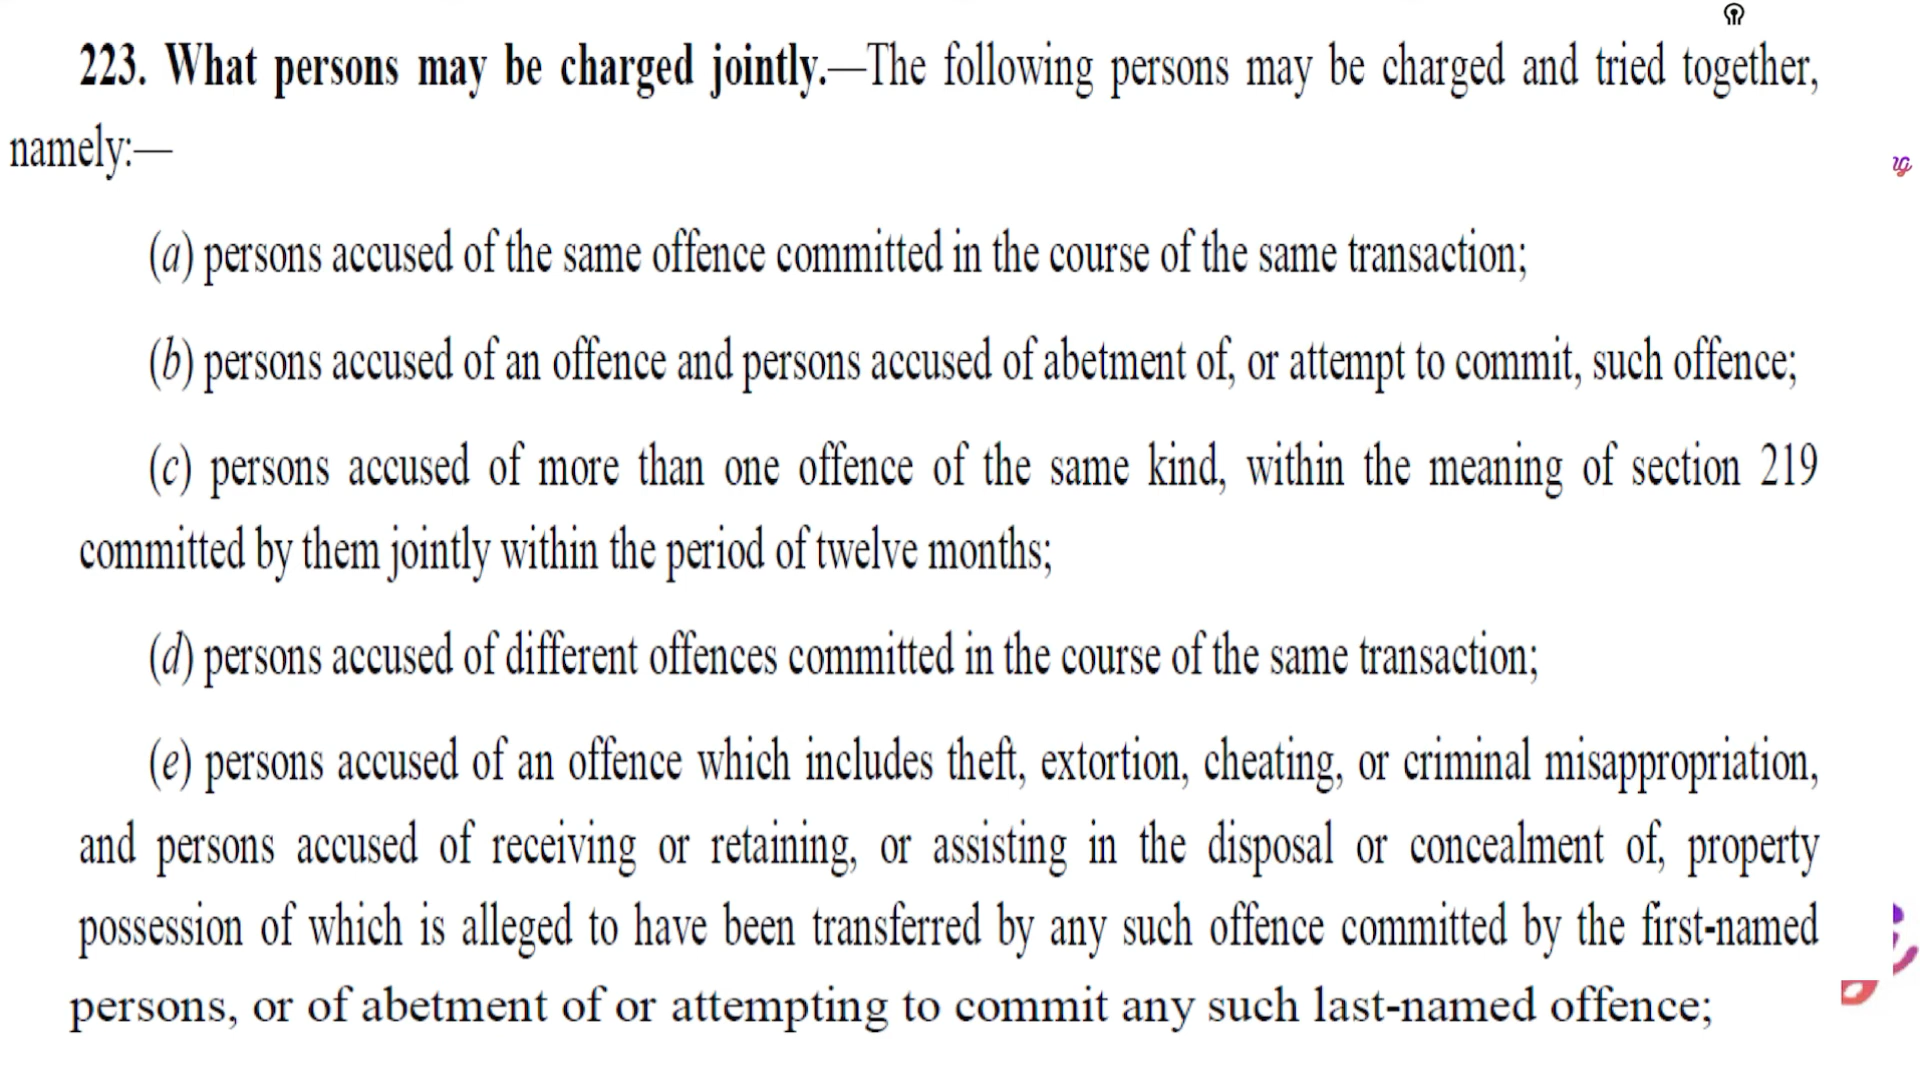 223. What persons may be charged jointly.—The following persons may be charged and tried together,
namely:—
(a) persons accused of the same offence committed in the course of the same transaction;
(b) persons accused of an offence and persons accused of abetment of, or attempt to commit, such offence;
(c) persons accused of more than one offence of the same kind, within the meaning of section 219
committed by them jointly within the period of twelve months;
(d) persons accused of different offences committed in the course of the same transaction;
(e) persons accused of an offence which includes theft, extortion, cheating, or criminal misappropriation,
and persons accused of receiving or retaining, or assisting in the disposal or concealment of, property
possession of which is alleged to have been transferred by any such offence committed by the first-named
persons, or of abetment of or attempting to commit any such last-named offence;